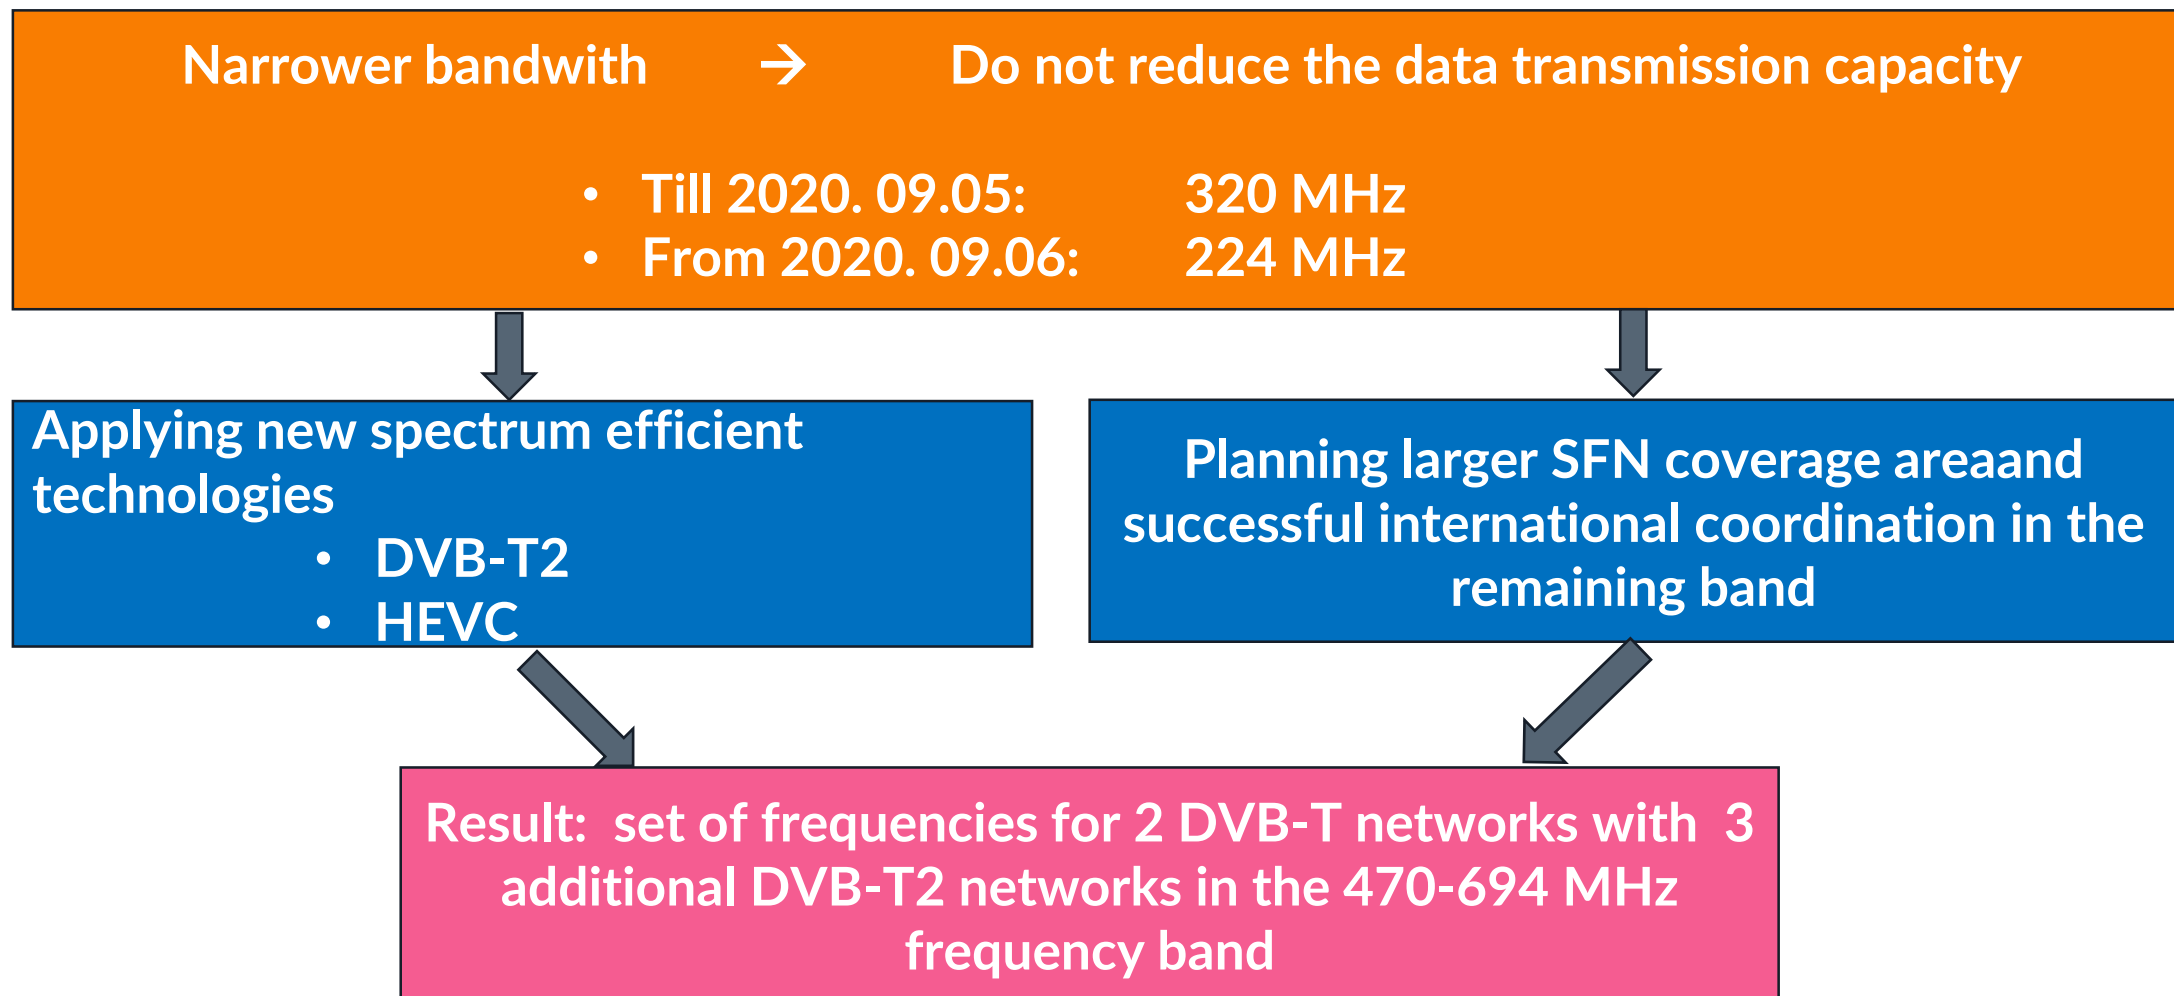 Narrower bandwith → Do not reduce the data transmission capacity
• Till 2020. 09.05: 320 MHz
• From 2020. 09.06: 224 MHz
Applying new spectrum efficient
technologies
• DVB-T2
• HEVC
Planning larger SFN coverage areaand
successful international coordination in the
remaining band
Result: set of frequencies for 2 DVB-T networks with 3
additional DVB-T2 networks in the 470-694 MHz
frequency band